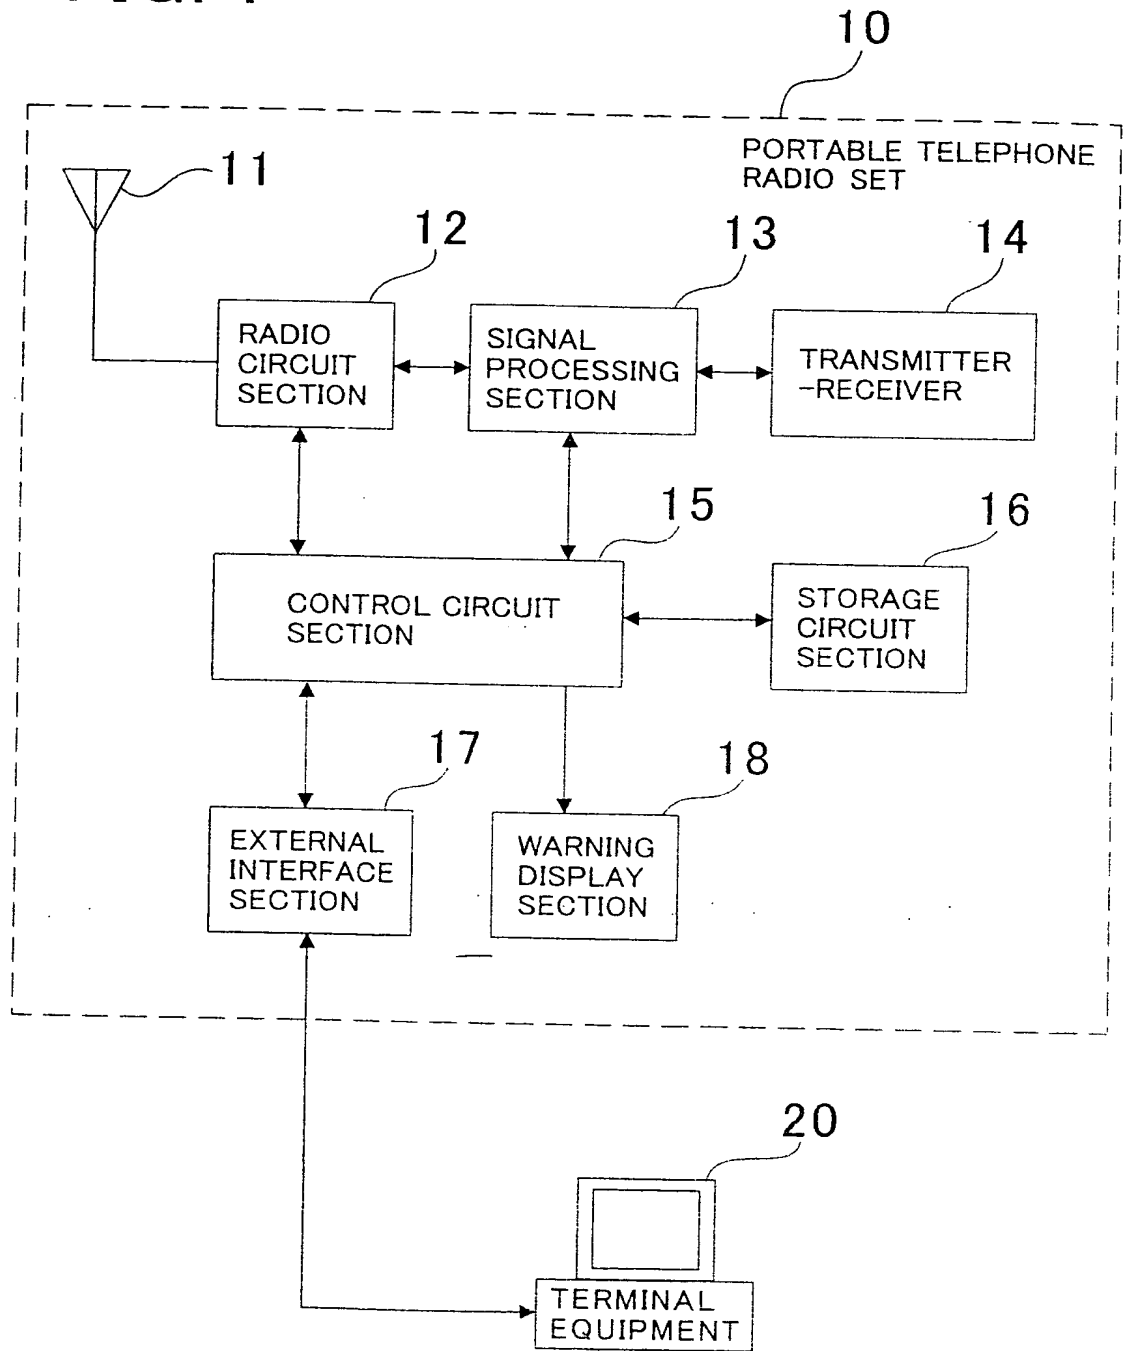 10
PORTABLE TELEPHONE
RADIO SET
11
12
13
14
RADIO
CIRCUIT
SECTION
SIGNAL
PROCESSING
SECTION
TRANSMITTER
-RECEIVER
15
16
CONTROL CIRCUIT
SECTION
STORAGE
CIRCUIT
SECTION
17
18
EXTERNAL
INTERFACE
SECTION
WARNING
DISPLAY
SECTION
20
TERMINAL
EQUIPMENT